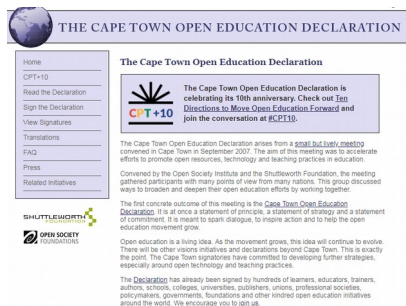 THE CAPE TOWN OPEN EDUCATION DECLARATION
Home
CPT+10
Read the Declaration
Sign the Declaration
View Signatures
Translations
FAQ
Press
Related Initiatives
SHUTTLEWORTH
FOUNDATION
OPEN SOCIETY
FOUNDATIONS
The Cape Town Open Education Declaration
CPT +10
The Cape Town Open Education Declaration is
celebrating its 10th anniversary. Check out Ten
Directions to Move Open Education Forward and
join the conversation at #CPT10.
The Cape Town Open Education Declaration arises from a small but lively meeting
convened in Cape Town in September 2007. The aim of this meeting was to accelerate
efforts to promote open resources, technology and teaching practices in education.
Convened by the Open Society Institute and the Shuttleworth Foundation, the meeting
gathered participants with many points of view from many nations. This group discussed
ways to broaden and deepen their open education efforts by working together.
The first concrete outcome of this meeting is the Cape Town Open Education
Declaration. It is at once a statement of principle, a statement of strategy and a statement
of commitment. It is meant to spark dialogue, to inspire action and to help the open
education movement grow.
Open education is a living idea. As the movement grows, this idea will continue to evolve.
There will be other visions initiatives and declarations beyond Cape Town. This is exactly
the point. The Cape Town signatories have committed to developing further strategies,
especially around open technology and teaching practices.
The Declaration has already been signed by hundreds of learners, educators, trainers,
authors, schools, colleges, universities, publishers, unions, professional societies,
policymakers, governments, foundations and other kindred open education initiatives
around the world. We encourage you to join us.